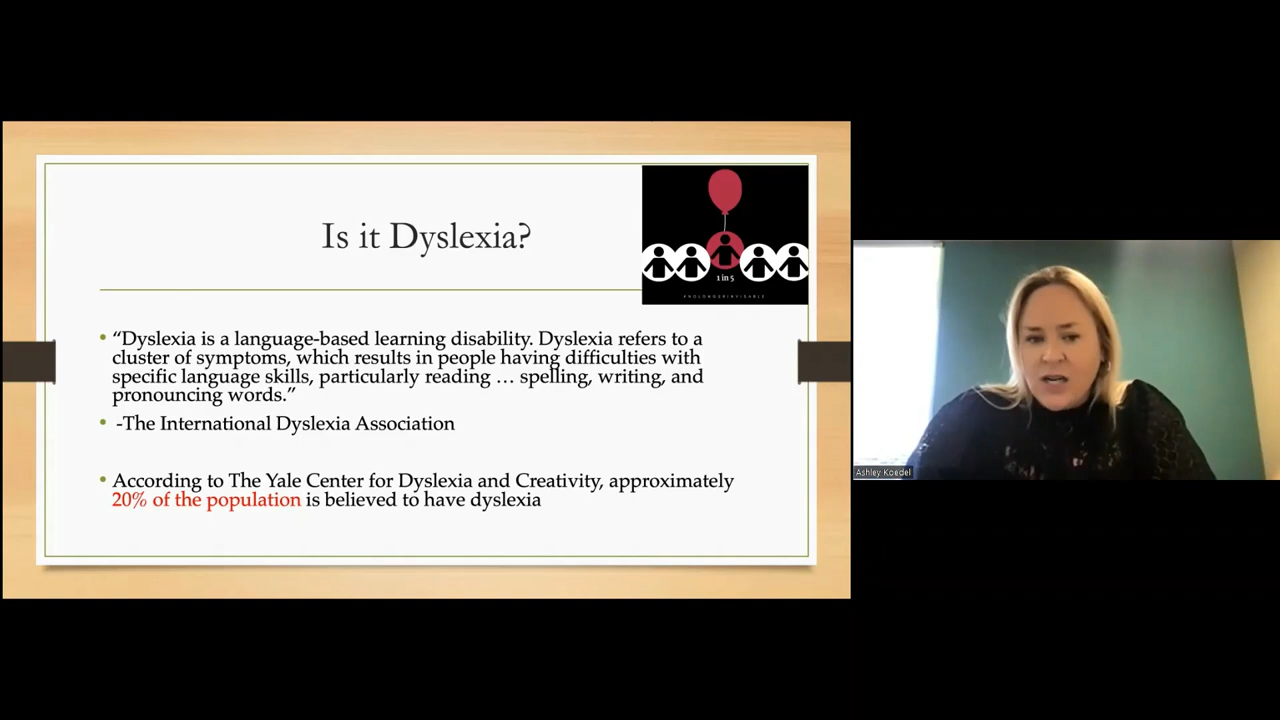 Is it Dyslexia?
1 in 5
#NOLONGERINVISABLE
• “Dyslexia is a language-based learning disability. Dyslexia refers to a
cluster of symptoms, which results in people having difficulties with
specific language skills, particularly reading … spelling, writing, and
pronouncing words.”
• -The International Dyslexia Association
• According to The Yale Center for Dyslexia and Creativity, approximately
20% of the population is believed to have dyslexia
Ashley Koedel